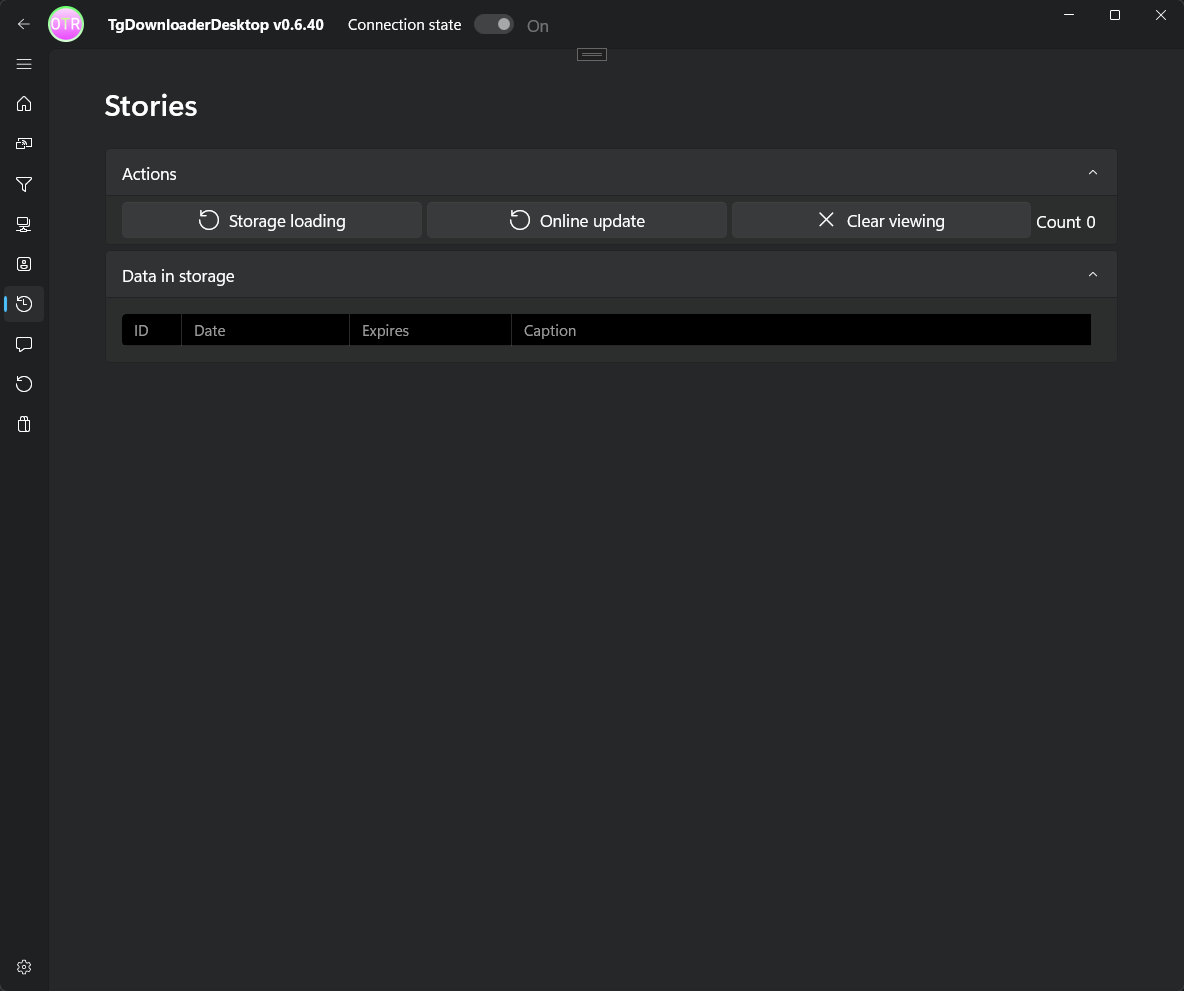 OTR TgDownloaderDesktop v0.6.40 Connection state On
Stories
Actions
Storage loading Online update Clear viewing Count 0
Data in storage
ID Date Expires Caption